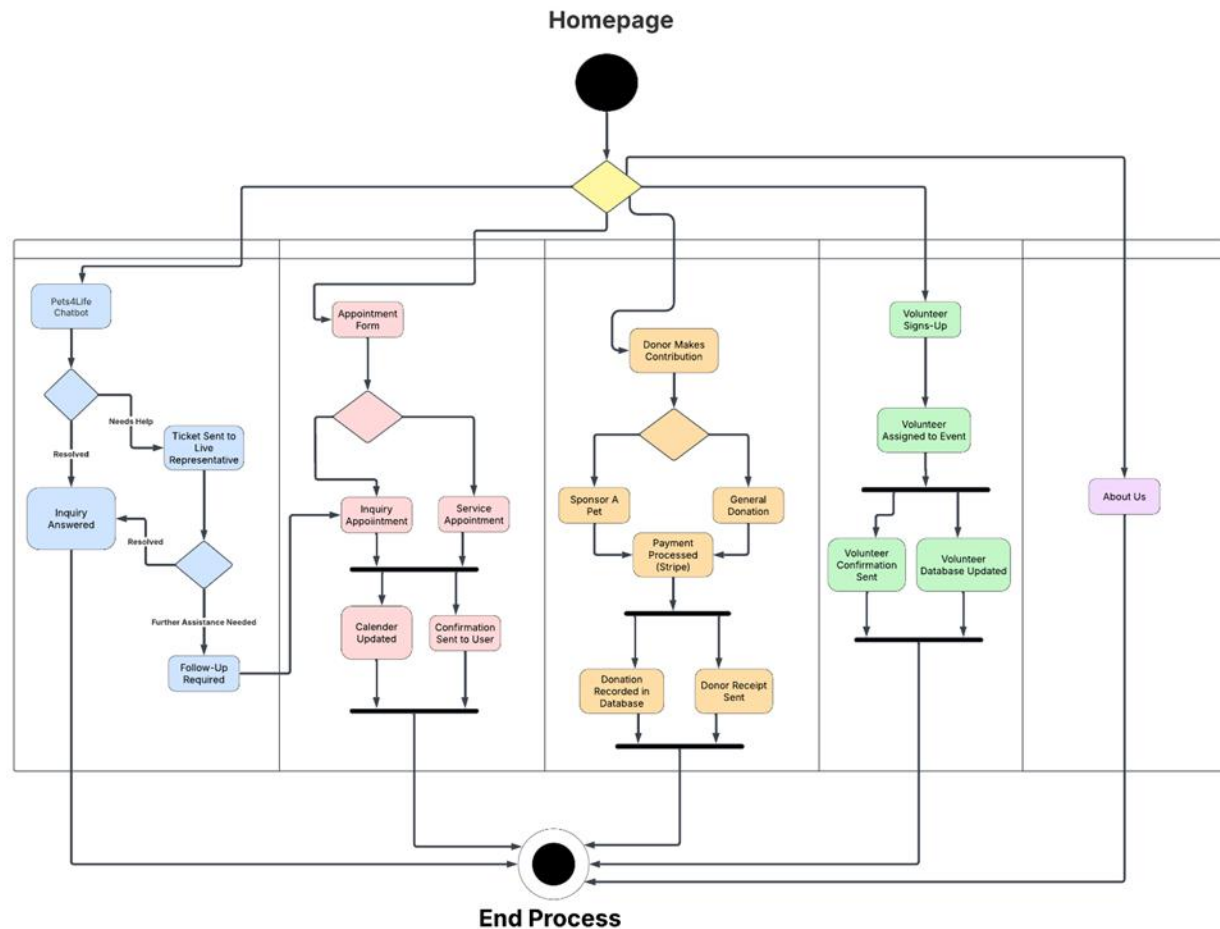 Homepage
Pets4Life
Chatbot
Needs Help
Resolved
Ticket Sent to
Live
Representative
Inquiry
Answered
Resolved
Further Assistance Needed
Follow-Up
Required
Appointment
Form
Inquiry
Appointment
Service
Appointment
Calender
Updated
Confirmation
Sent to User
Donor Makes
Contribution
Sponsor A
Pet
General
Donation
Payment
Processed
(Stripe)
Donation
Recorded in
Database
Donor Receipt
Sent
Volunteer
Signs-Up
Volunteer
Assigned to Event
Volunteer
Confirmation
Sent
Volunteer
Database Updated
About Us
End Process